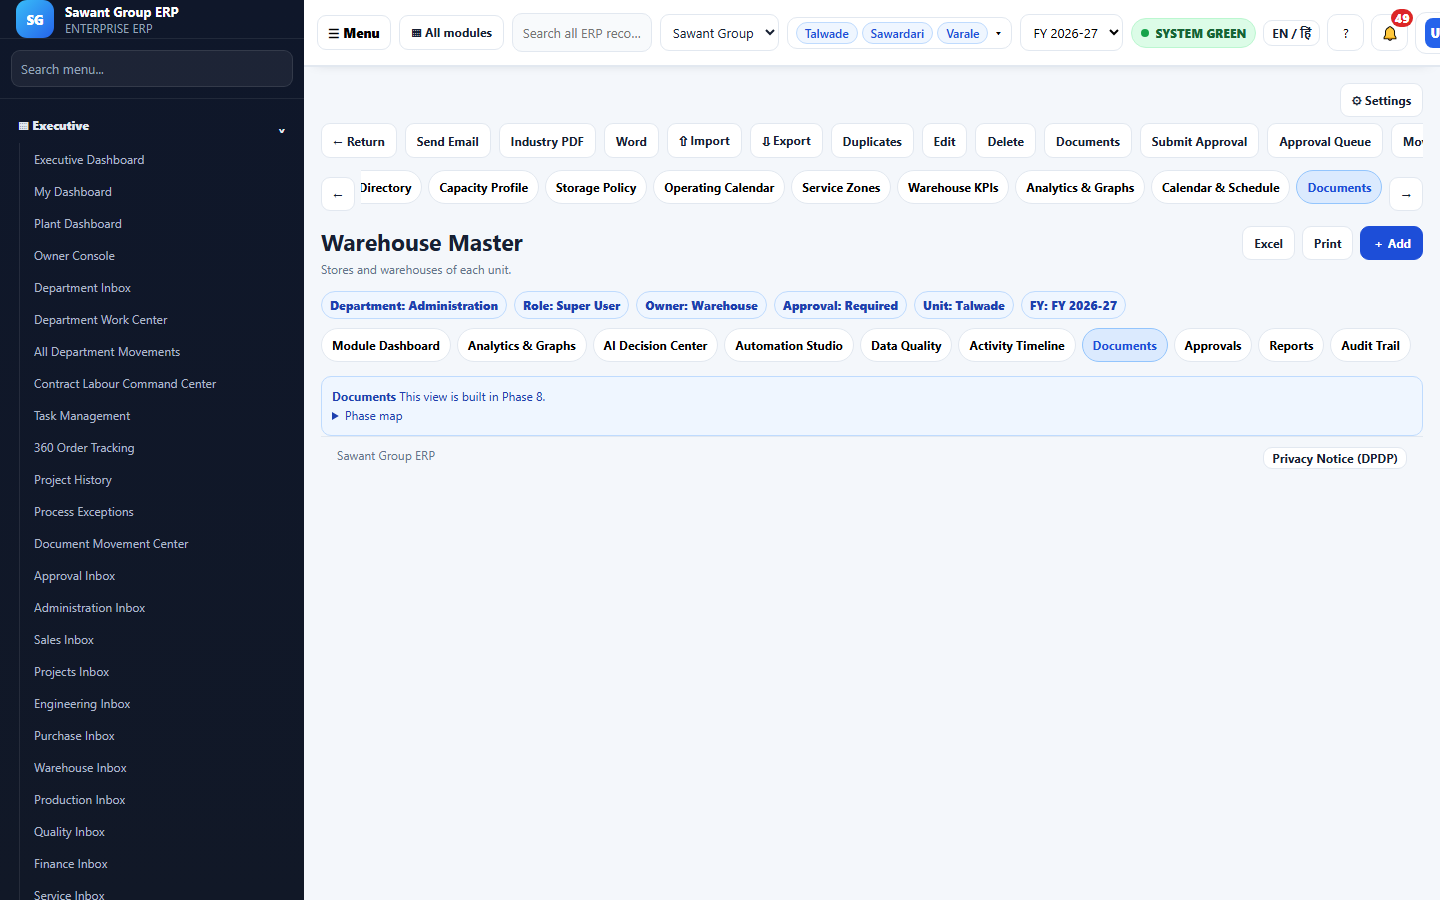 SG
Sawant Group ERP
ENTERPRISE ERP
Search menu...
Executive
Executive Dashboard
My Dashboard
Plant Dashboard
Owner Console
Department Inbox
Department Work Center
All Department Movements
Contract Labour Command Center
Task Management
360 Order Tracking
Project History
Process Exceptions
Document Movement Center
Approval Inbox
Administration Inbox
Sales Inbox
Projects Inbox
Engineering Inbox
Purchase Inbox
Warehouse Inbox
Production Inbox
Quality Inbox
Finance Inbox
Service Inbox
☰ Menu
All modules
Search all ERP reco...
Sawant Group
Talwade Sawardari Varale
FY 2026-27
SYSTEM GREEN
EN / हिं
?
49
U
Settings
← Return
Send Email
Industry PDF
Word
⇧ Import
⇩ Export
Duplicates
Edit
Delete
Documents
Submit Approval
Approval Queue
←
Directory
Capacity Profile
Storage Policy
Operating Calendar
Service Zones
Warehouse KPIs
Analytics & Graphs
Calendar & Schedule
Documents
→
Warehouse Master
Excel
Print
+ Add
Stores and warehouses of each unit.
Department: Administration
Role: Super User
Owner: Warehouse
Approval: Required
Unit: Talwade
FY: FY 2026-27
Module Dashboard
Analytics & Graphs
AI Decision Center
Automation Studio
Data Quality
Activity Timeline
Documents
Approvals
Reports
Audit Trail
Documents This view is built in Phase 8.
Phase map
Sawant Group ERP
Privacy Notice (DPDP)